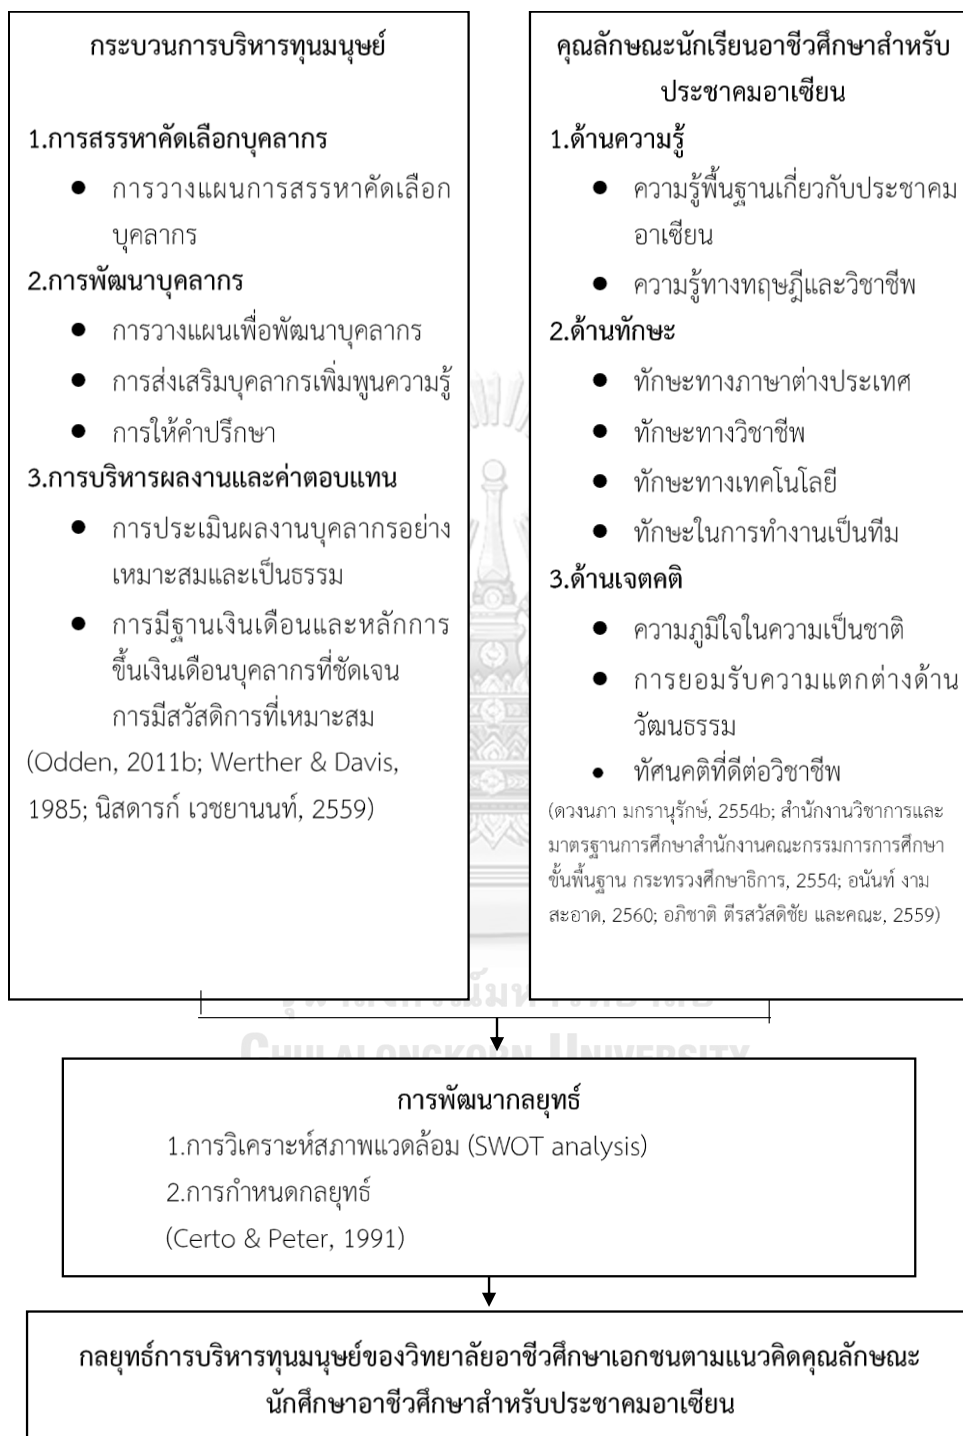 กระบวนการบริหารทุนมนุษย์
1.การสรรหาคัดเลือกบุคลากร
● การวางแผนการสรรหาคัดเลือก
บุคลากร
2.การพัฒนาบุคลากร
● การวางแผนเพื่อพัฒนาบุคลากร
● การส่งเสริมบุคลากรเพิ่มพูนความรู้
● การให้คำปรึกษา
3.การบริหารผลงานและค่าตอบแทน
● การประเมินผลงานบุคลากรอย่าง
เหมาะสมและเป็นธรรม
● การมีฐานเงินเดือนและหลักการ
ขึ้นเงินเดือนบุคลากรที่ชัดเจน
การมีสวัสดิการที่เหมาะสม
(Odden, 2011b; Werther & Davis,
1985; นิสดารก์ เวชยานนท์, 2559)
คุณลักษณะนักเรียนอาชีวศึกษาสำหรับ
ประชาคมอาเซียน
1.ด้านความรู้
● ความรู้พื้นฐานเกี่ยวกับประชาคม
อาเซียน
● ความรู้ทางทฤษฎีและวิชาชีพ
2.ด้านทักษะ
● ทักษะทางภาษาต่างประเทศ
● ทักษะทางวิชาชีพ
● ทักษะทางเทคโนโลยี
● ทักษะในการทำงานเป็นทีม
3.ด้านเจตคติ
● ความภูมิใจในความเป็นชาติ
● การยอมรับความแตกต่างด้าน
วัฒนธรรม
● ทัศนคติที่ดีต่อวิชาชีพ
(ดวงนภา มกรานุรักษ์, 2554b; สำนักงานวิชาการและ
มาตรฐานการศึกษาสำนักงานคณะกรรมการการศึกษา
ขั้นพื้นฐาน กระทรวงศึกษาธิการ, 2554; อนันท์ งาม
สะอาด, 2560; อภิชาติ ตีรสวัสดิชัย และคณะ, 2559)
จุฬาลงกรณ์มหาวิทยาลัย
CHULALONGKORN UNIVERSITY
การพัฒนากลยุทธ์
1.การวิเคราะห์สภาพแวดล้อม (SWOT analysis)
2.การกำหนดกลยุทธ์
(Certo & Peter, 1991)
กลยุทธ์การบริหารทุนมนุษย์ของวิทยาลัยอาชีวศึกษาเอกชนตามแนวคิดคุณลักษณะ
นักศึกษาอาชีวศึกษาสำหรับประชาคมอาเซียน